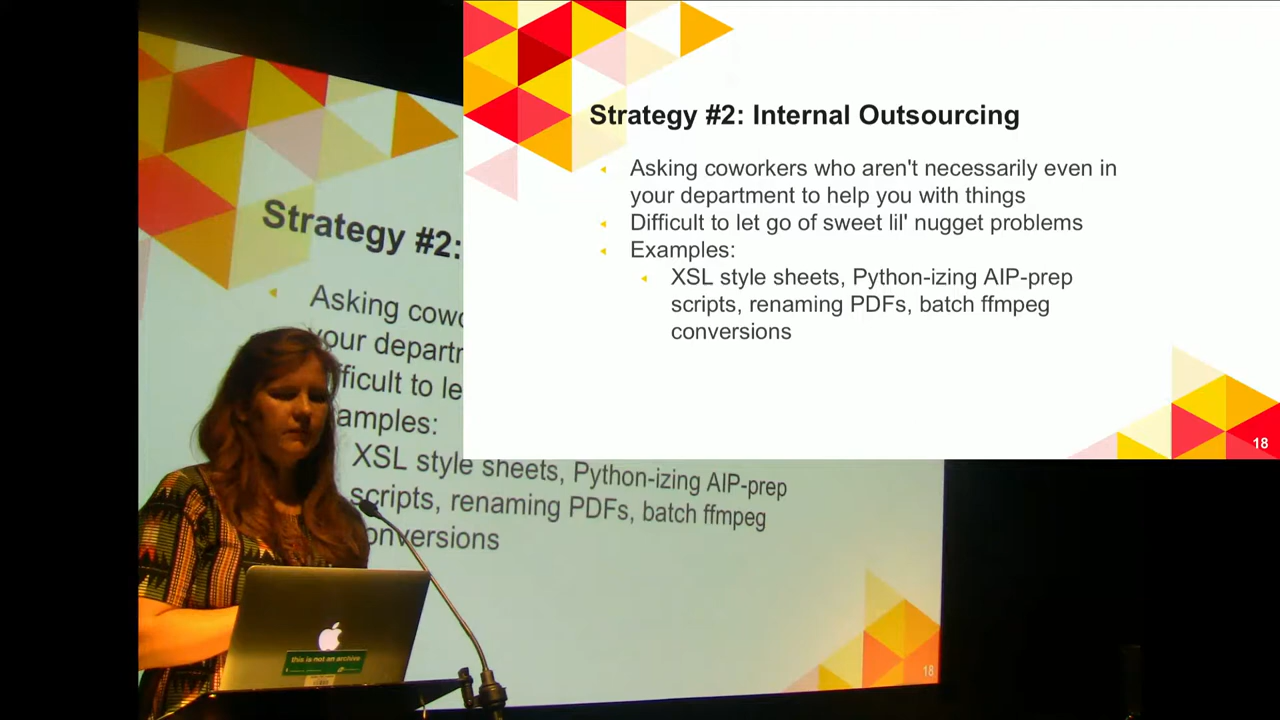 Strategy #2: Internal Outsourcing
Asking coworkers who aren't necessarily even in
your department to help you with things
Difficult to let go of sweet lil' nugget problems
Examples:
XSL style sheets, Python-izing AIP-prep
scripts, renaming PDFs, batch ffmpeg
conversions
18
Strategy #2:
Asking cow
your departm
fficult to le
amples:
XSL style sheets, Python-izing AIP-prep
scripts, renaming PDFs, batch ffmpeg
onversions
18
this is not an archive